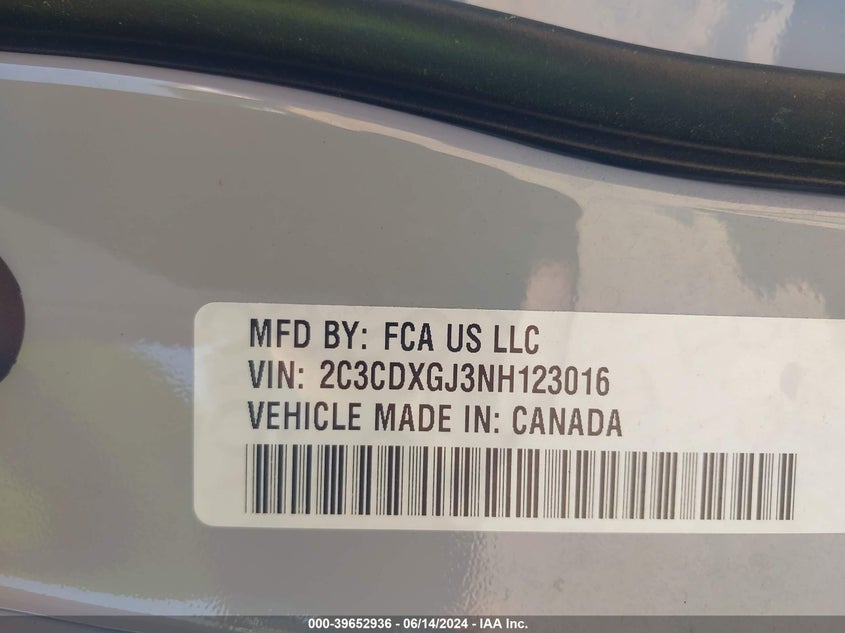 MFD BY: FCA US LLC
VIN: 2C3CDXGJ3NH123016
VEHICLE MADE IN: CANADA
000-39652936 - 06/14/2024 - IAA Inc.